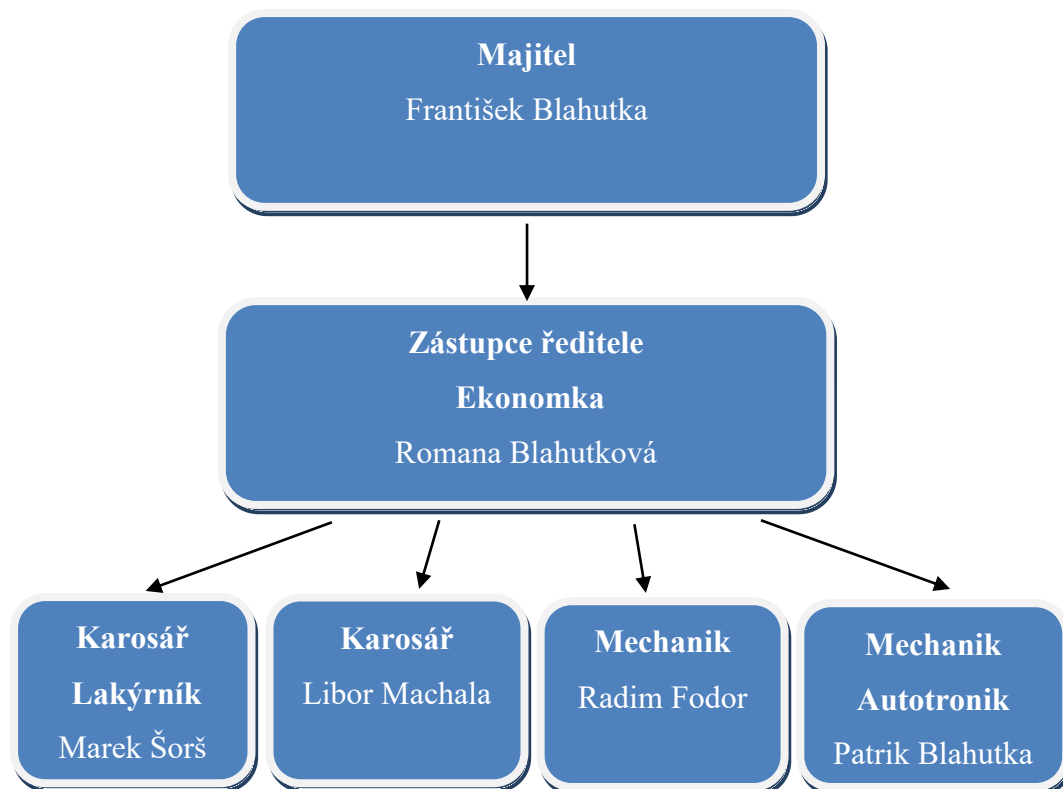 Majitel
František Blahutka
Zástupce ředitele
Ekonomka
Romana Blahutková
Karosář
Lakýrník
Marek Šorš
Karosář
Libor Machala
Mechanik
Radim Fodor
Mechanik
Autotronik
Patrik Blahutka